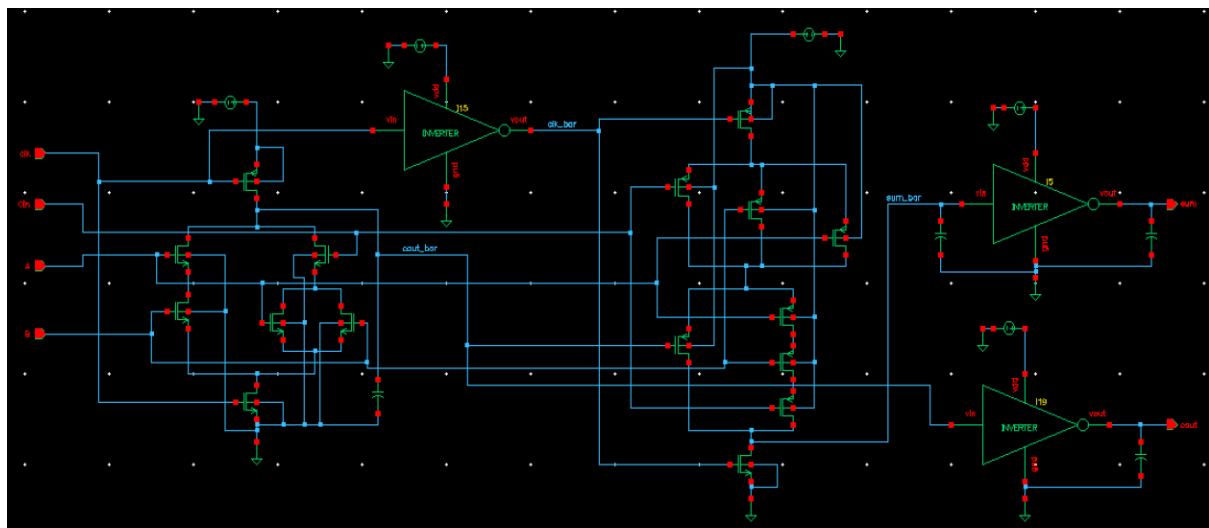 vdd
I15
vin
vout
clk_bar
INVERTER
gnd
clk
Cin
A
B
cout_bar
sum_bar
vdd
I5
vin
vout
sum
INVERTER
gnd
vdd
I19
vin
vout
cout
INVERTER
gnd